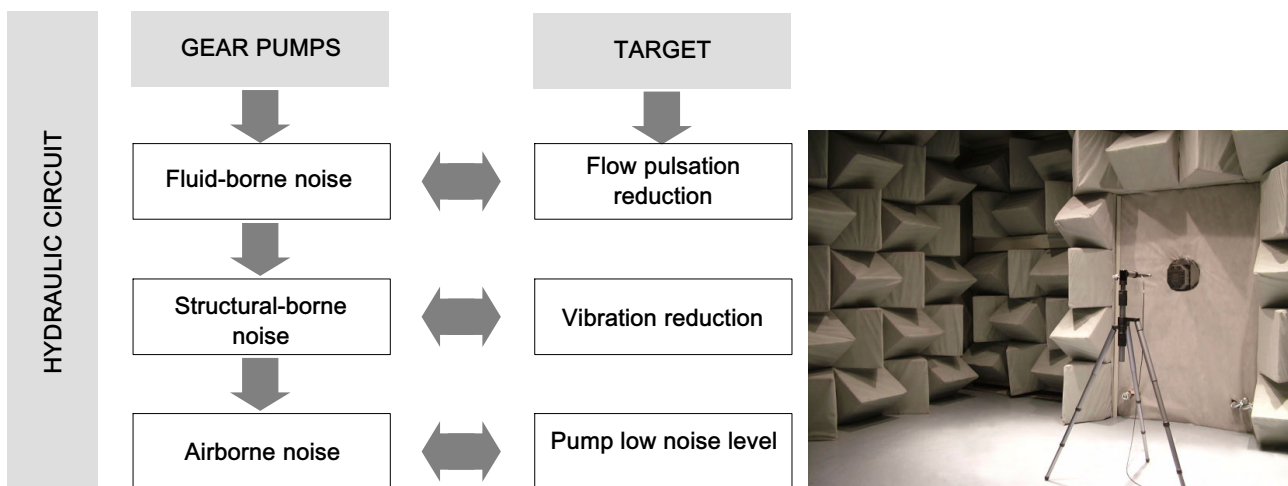 HYDRAULIC CIRCUIT
GEAR PUMPS
TARGET
Fluid-borne noise
Flow pulsation
reduction
Structural-borne
noise
Vibration reduction
Airborne noise
Pump low noise level